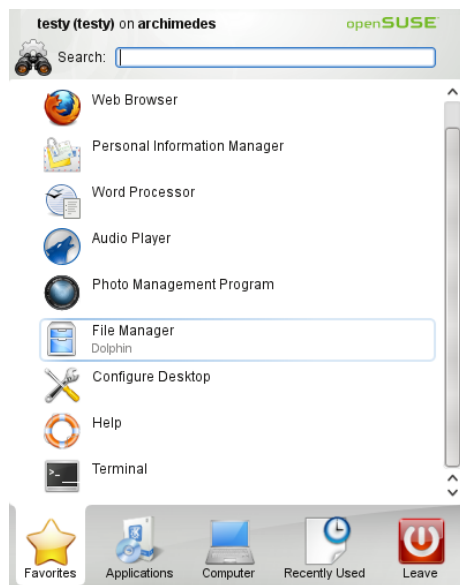 testy (testy) on archimedes
openSUSE
Search:
Web Browser
Personal Information Manager
Word Processor
Audio Player
Photo Management Program
File Manager
Dolphin
Configure Desktop
Help
Terminal
Favorites
Applications
Computer
Recently Used
Leave